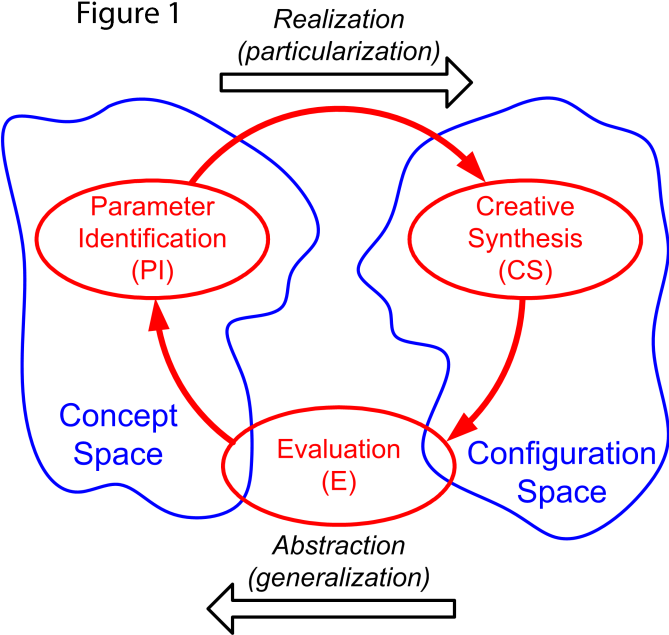 Figure 1
Realization
(particularization)
Parameter
Identification
(PI)
Creative
Synthesis
(CS)
Concept
Space
Evaluation
(E)
Configuration
Space
Abstraction
(generalization)